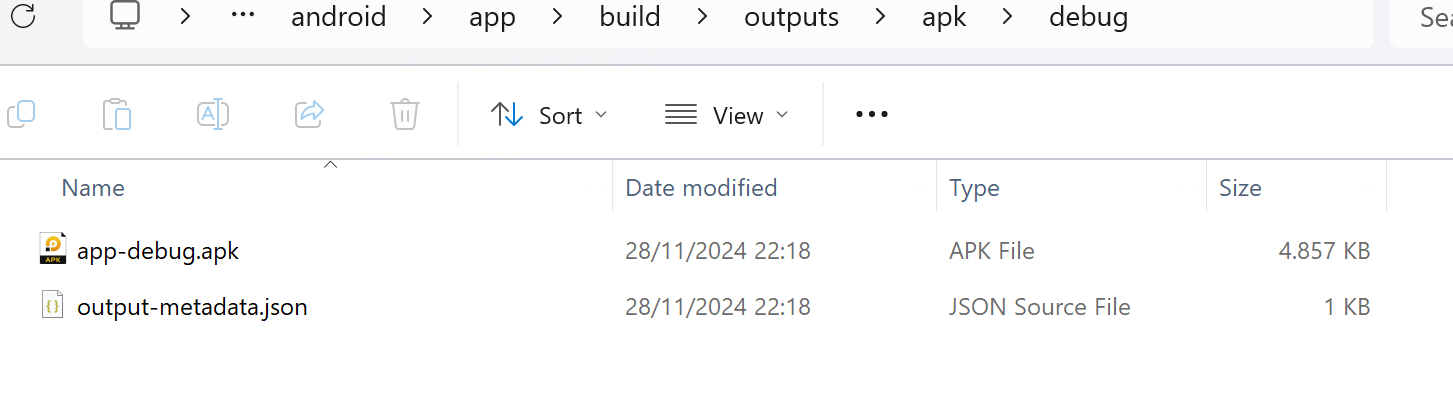 android > app > build > outputs > apk > debug
Sort
View
Name Date modified Type Size
app-debug.apk 28/11/2024 22:18 APK File 4.857 KB
output-metadata.json 28/11/2024 22:18 JSON Source File 1 KB